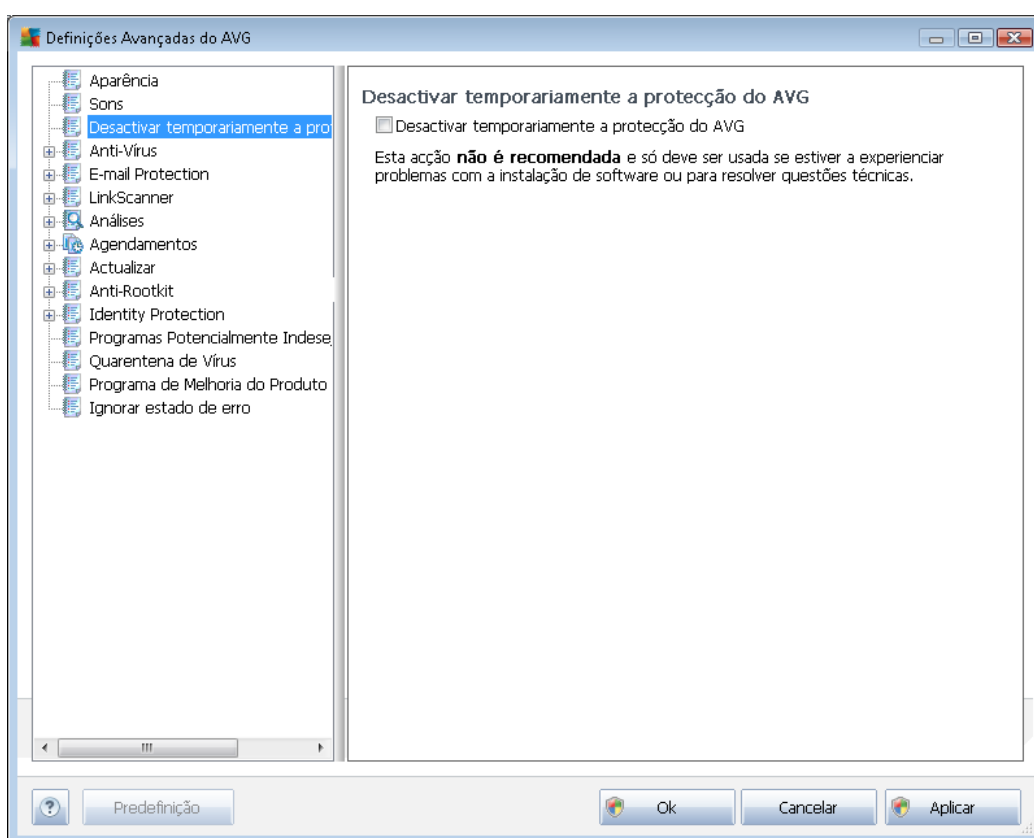 Definições Avançadas do AVG
Aparência
Sons
Desactivar temporariamente a pro
Anti-Vírus
E-mail Protection
LinkScanner
Análises
Agendamentos
Actualizar
Anti-Rootkit
Identity Protection
Programas Potencialmente Indese
Quarentena de Vírus
Programa de Melhoria do Produto
Ignorar estado de erro
Desactivar temporariamente a protecção do AVG
Desactivar temporariamente a protecção do AVG
Esta acção não é recomendada e só deve ser usada se estiver a experienciar
problemas com a instalação de software ou para resolver questões técnicas.
Predefinição
Ok
Cancelar
Aplicar